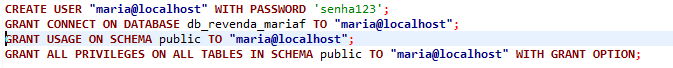 CREATE USER "maria@localhost" WITH PASSWORD 'senha123';
GRANT CONNECT ON DATABASE db_revenda_mariaf TO "maria@localhost";
GRANT USAGE ON SCHEMA public TO "maria@localhost";
GRANT ALL PRIVILEGES ON ALL TABLES IN SCHEMA public TO "maria@localhost" WITH GRANT OPTION;